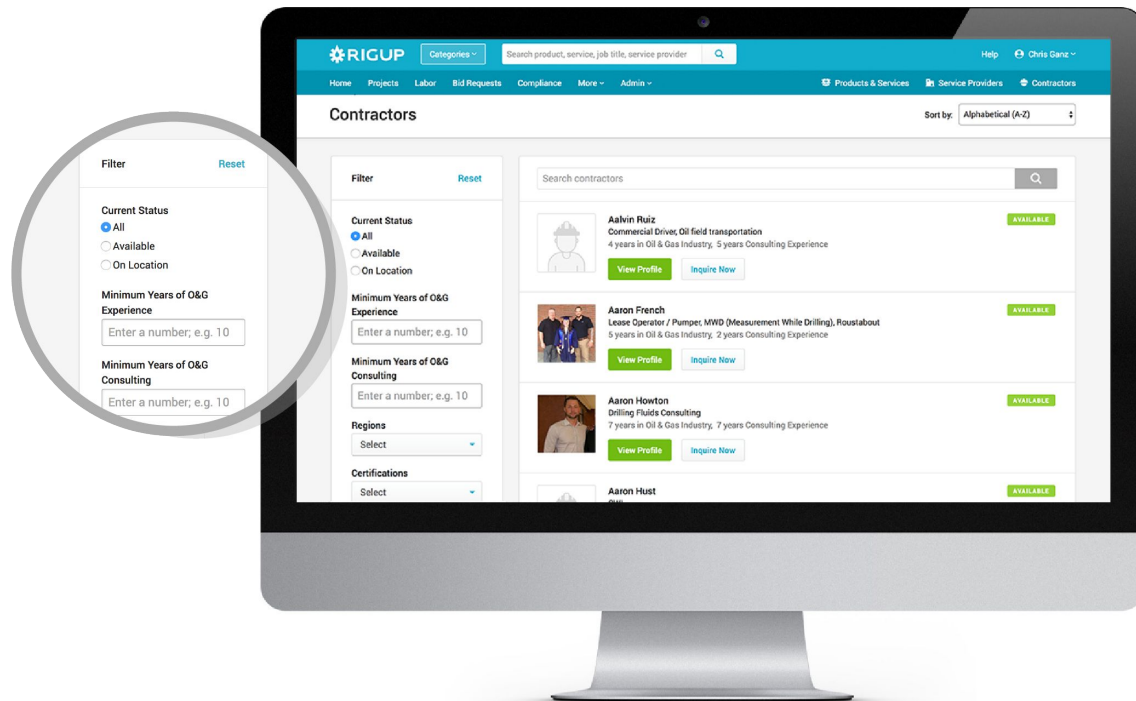 RIGUP
Categories
Search product, service, job title, service provider
Help
Chris Ganz
Home Projects Labor Bid Requests Compliance More Admin
Products & Services Service Providers Contractors
Contractors
Sort by: Alphabetical (A-Z)
Filter Reset
Current Status
All
Available
On Location
Minimum Years of O&G
Experience
Enter a number; e.g. 10
Minimum Years of O&G
Consulting
Enter a number; e.g. 10
Filter Reset
Current Status
All
Available
On Location
Minimum Years of O&G
Experience
Enter a number; e.g. 10
Minimum Years of O&G
Consulting
Enter a number; e.g. 10
Regions
Select
Certifications
Select
Search contractors
Aalvin Ruiz
AVAILABLE
Commercial Driver, Oil field transportation
4 years in Oil & Gas Industry, 5 years Consulting Experience
View Profile Inquire Now
Aaron French
AVAILABLE
Lease Operator / Pumper, MWD (Measurement While Drilling), Roustabout
5 years in Oil & Gas Industry, 2 years Consulting Experience
View Profile Inquire Now
Aaron Howton
AVAILABLE
Drilling Fluids Consulting
7 years in Oil & Gas Industry, 7 years Consulting Experience
View Profile Inquire Now
Aaron Hust
AVAILABLE